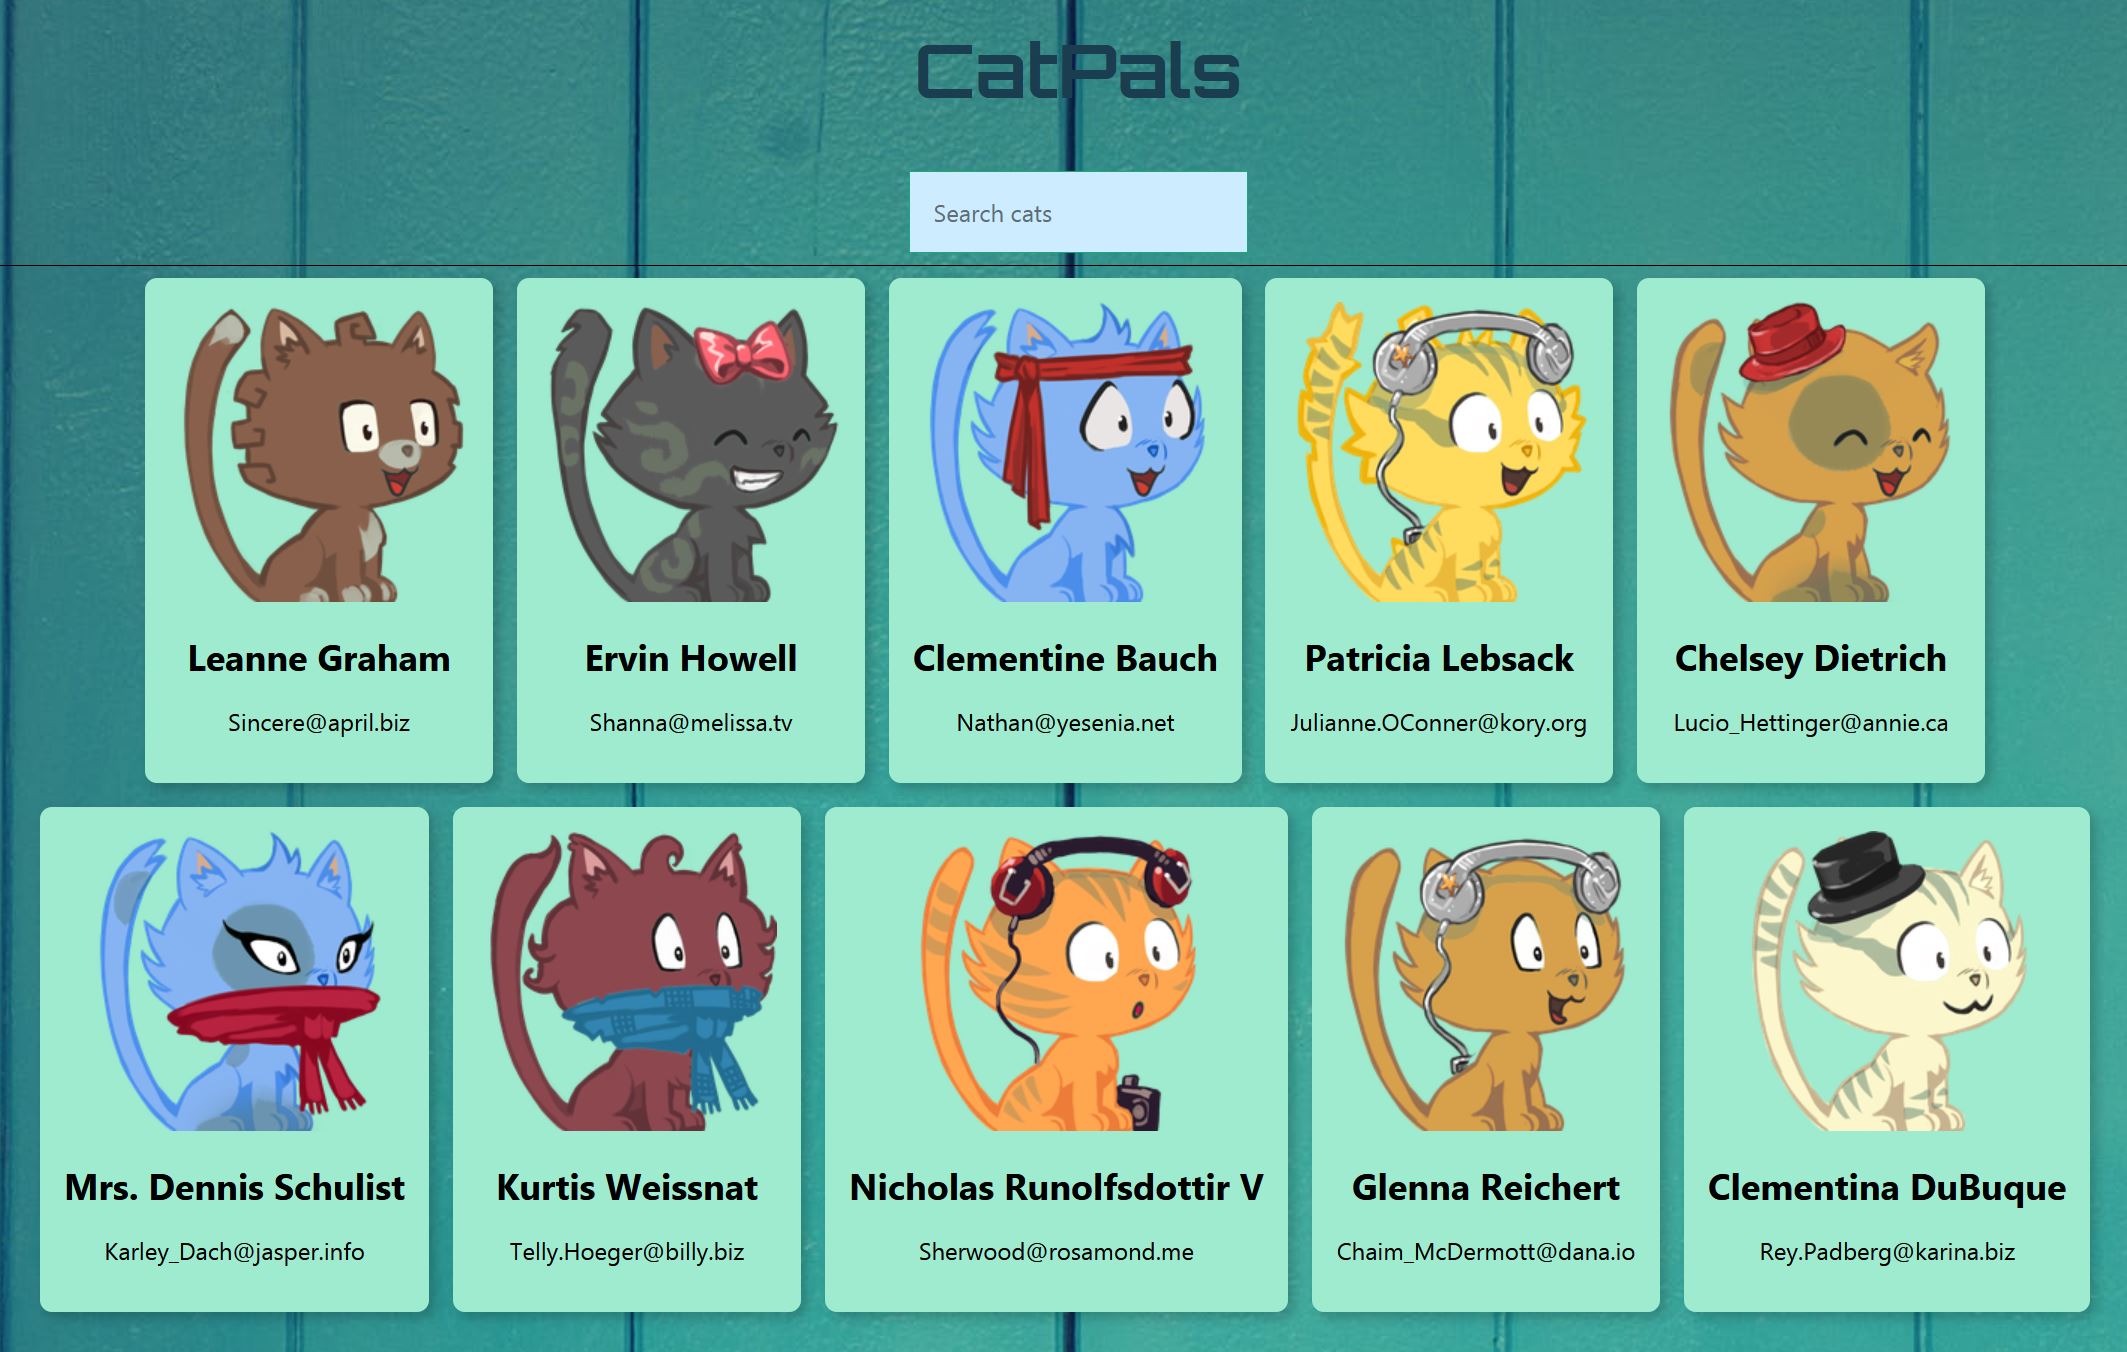 CatPals
Search cats
Leanne Graham
Sincere@april.biz
Ervin Howell
Shanna@melissa.tv
Clementine Bauch
Nathan@yesenia.net
Patricia Lebsack
Julianne.OConner@kory.org
Chelsey Dietrich
Lucio_Hettinger@annie.ca
Mrs. Dennis Schulist
Karley_Dach@jasper.info
Kurtis Weissnat
Telly.Hoeger@billy.biz
Nicholas Runolfsdottir V
Sherwood@rosamond.me
Glenna Reichert
Chaim_McDermott@dana.io
Clementina DuBuque
Rey.Padberg@karina.biz